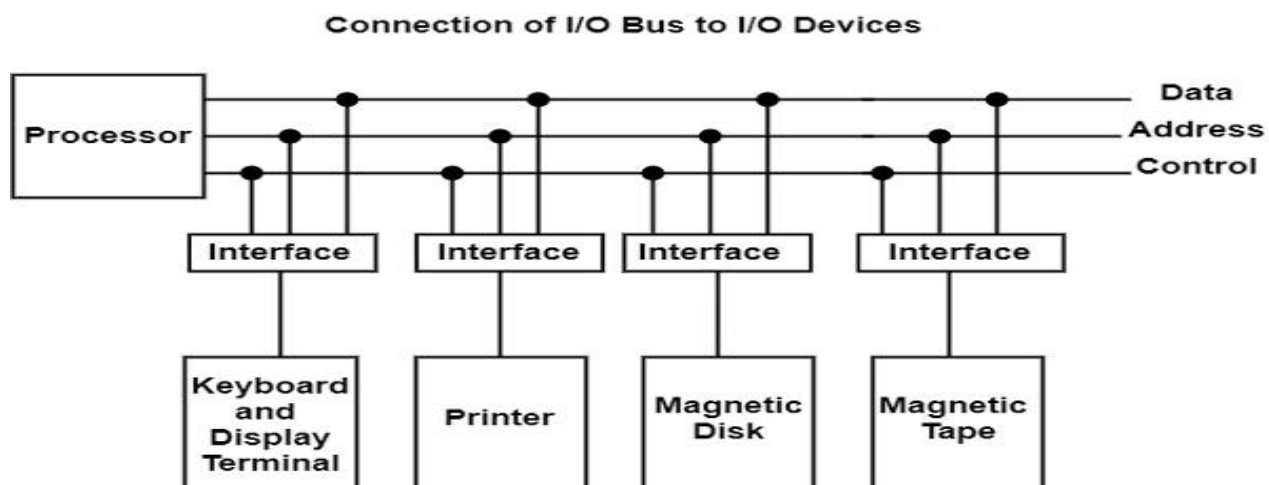 Connection of I/O Bus to I/O Devices
Processor
Data
Address
Control
Interface
Interface
Interface
Interface
Keyboard
and
Display
Terminal
Printer
Magnetic
Disk
Magnetic
Tape